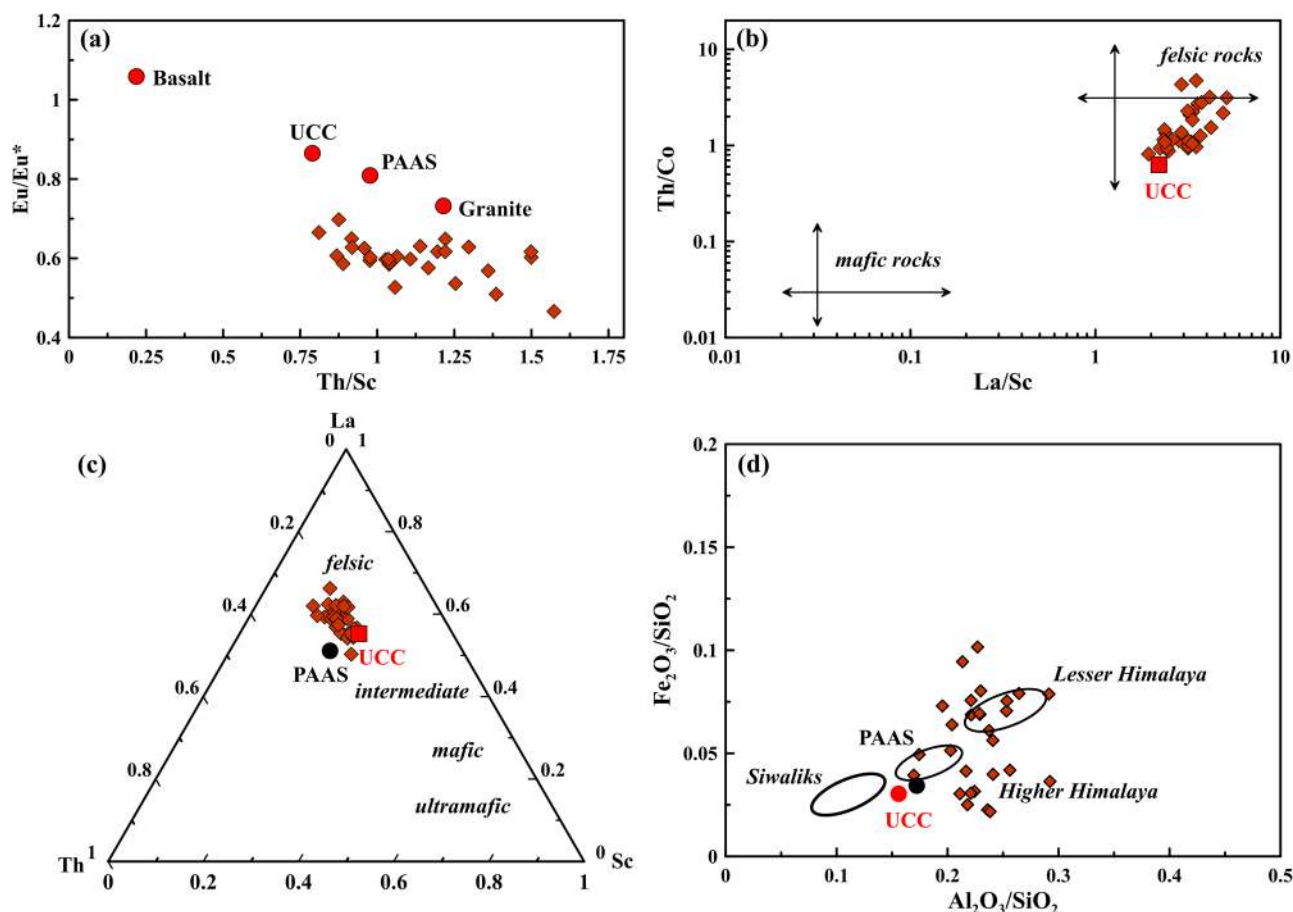 (a)
1.2
1
0.8
0.6
0.4
Eu/Eu*
Basalt
UCC
PAAS
Granite
0 0.25 0.5 0.75 1 1.25 1.5 1.75
Th/Sc
(b)
10
1
0.1
0.01
Th/Co
felsic rocks
UCC
mafic rocks
0.01 0.1 1 10
La/Sc
(c)
La
0 1
0.2 0.8
felsic
0.4 0.6
PAAS UCC
intermediate
0.6 0.4
mafic
0.8 0.2
ultramafic
Th 1 0 Sc
0 0.2 0.4 0.6 0.8 1
(d)
0.2
0.15
0.1
0.05
0
Fe₂O₃/SiO₂
Lesser Himalaya
PAAS
Siwaliks
Higher Himalaya
UCC
0 0.1 0.2 0.3 0.4 0.5
Al₂O₃/SiO₂